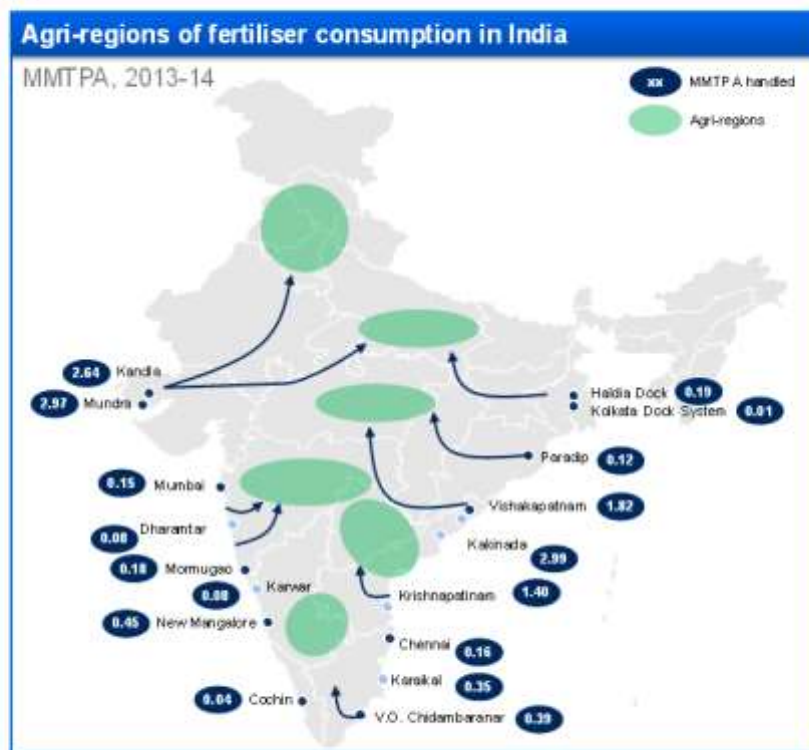 Agri-regions of fertiliser consumption in India
MMTPA, 2013-14
xx MMTPA handled
Agri-regions
2.64 Kandla
2.97 Mundra
Haldia Dock 0.19
Kolkata Dock System 0.01
Paradip 0.12
0.15 Mumbai
Vishakapatnam 1.82
Dharamtar
0.08
Kakinada
2.99
0.18 Mormugao
Karwar
0.08
Krishnapatnam 1.40
0.45 New Mangalore
Chennai
0.16
Karaikal 0.35
0.04 Cochin
V.O. Chidambaranar 0.39